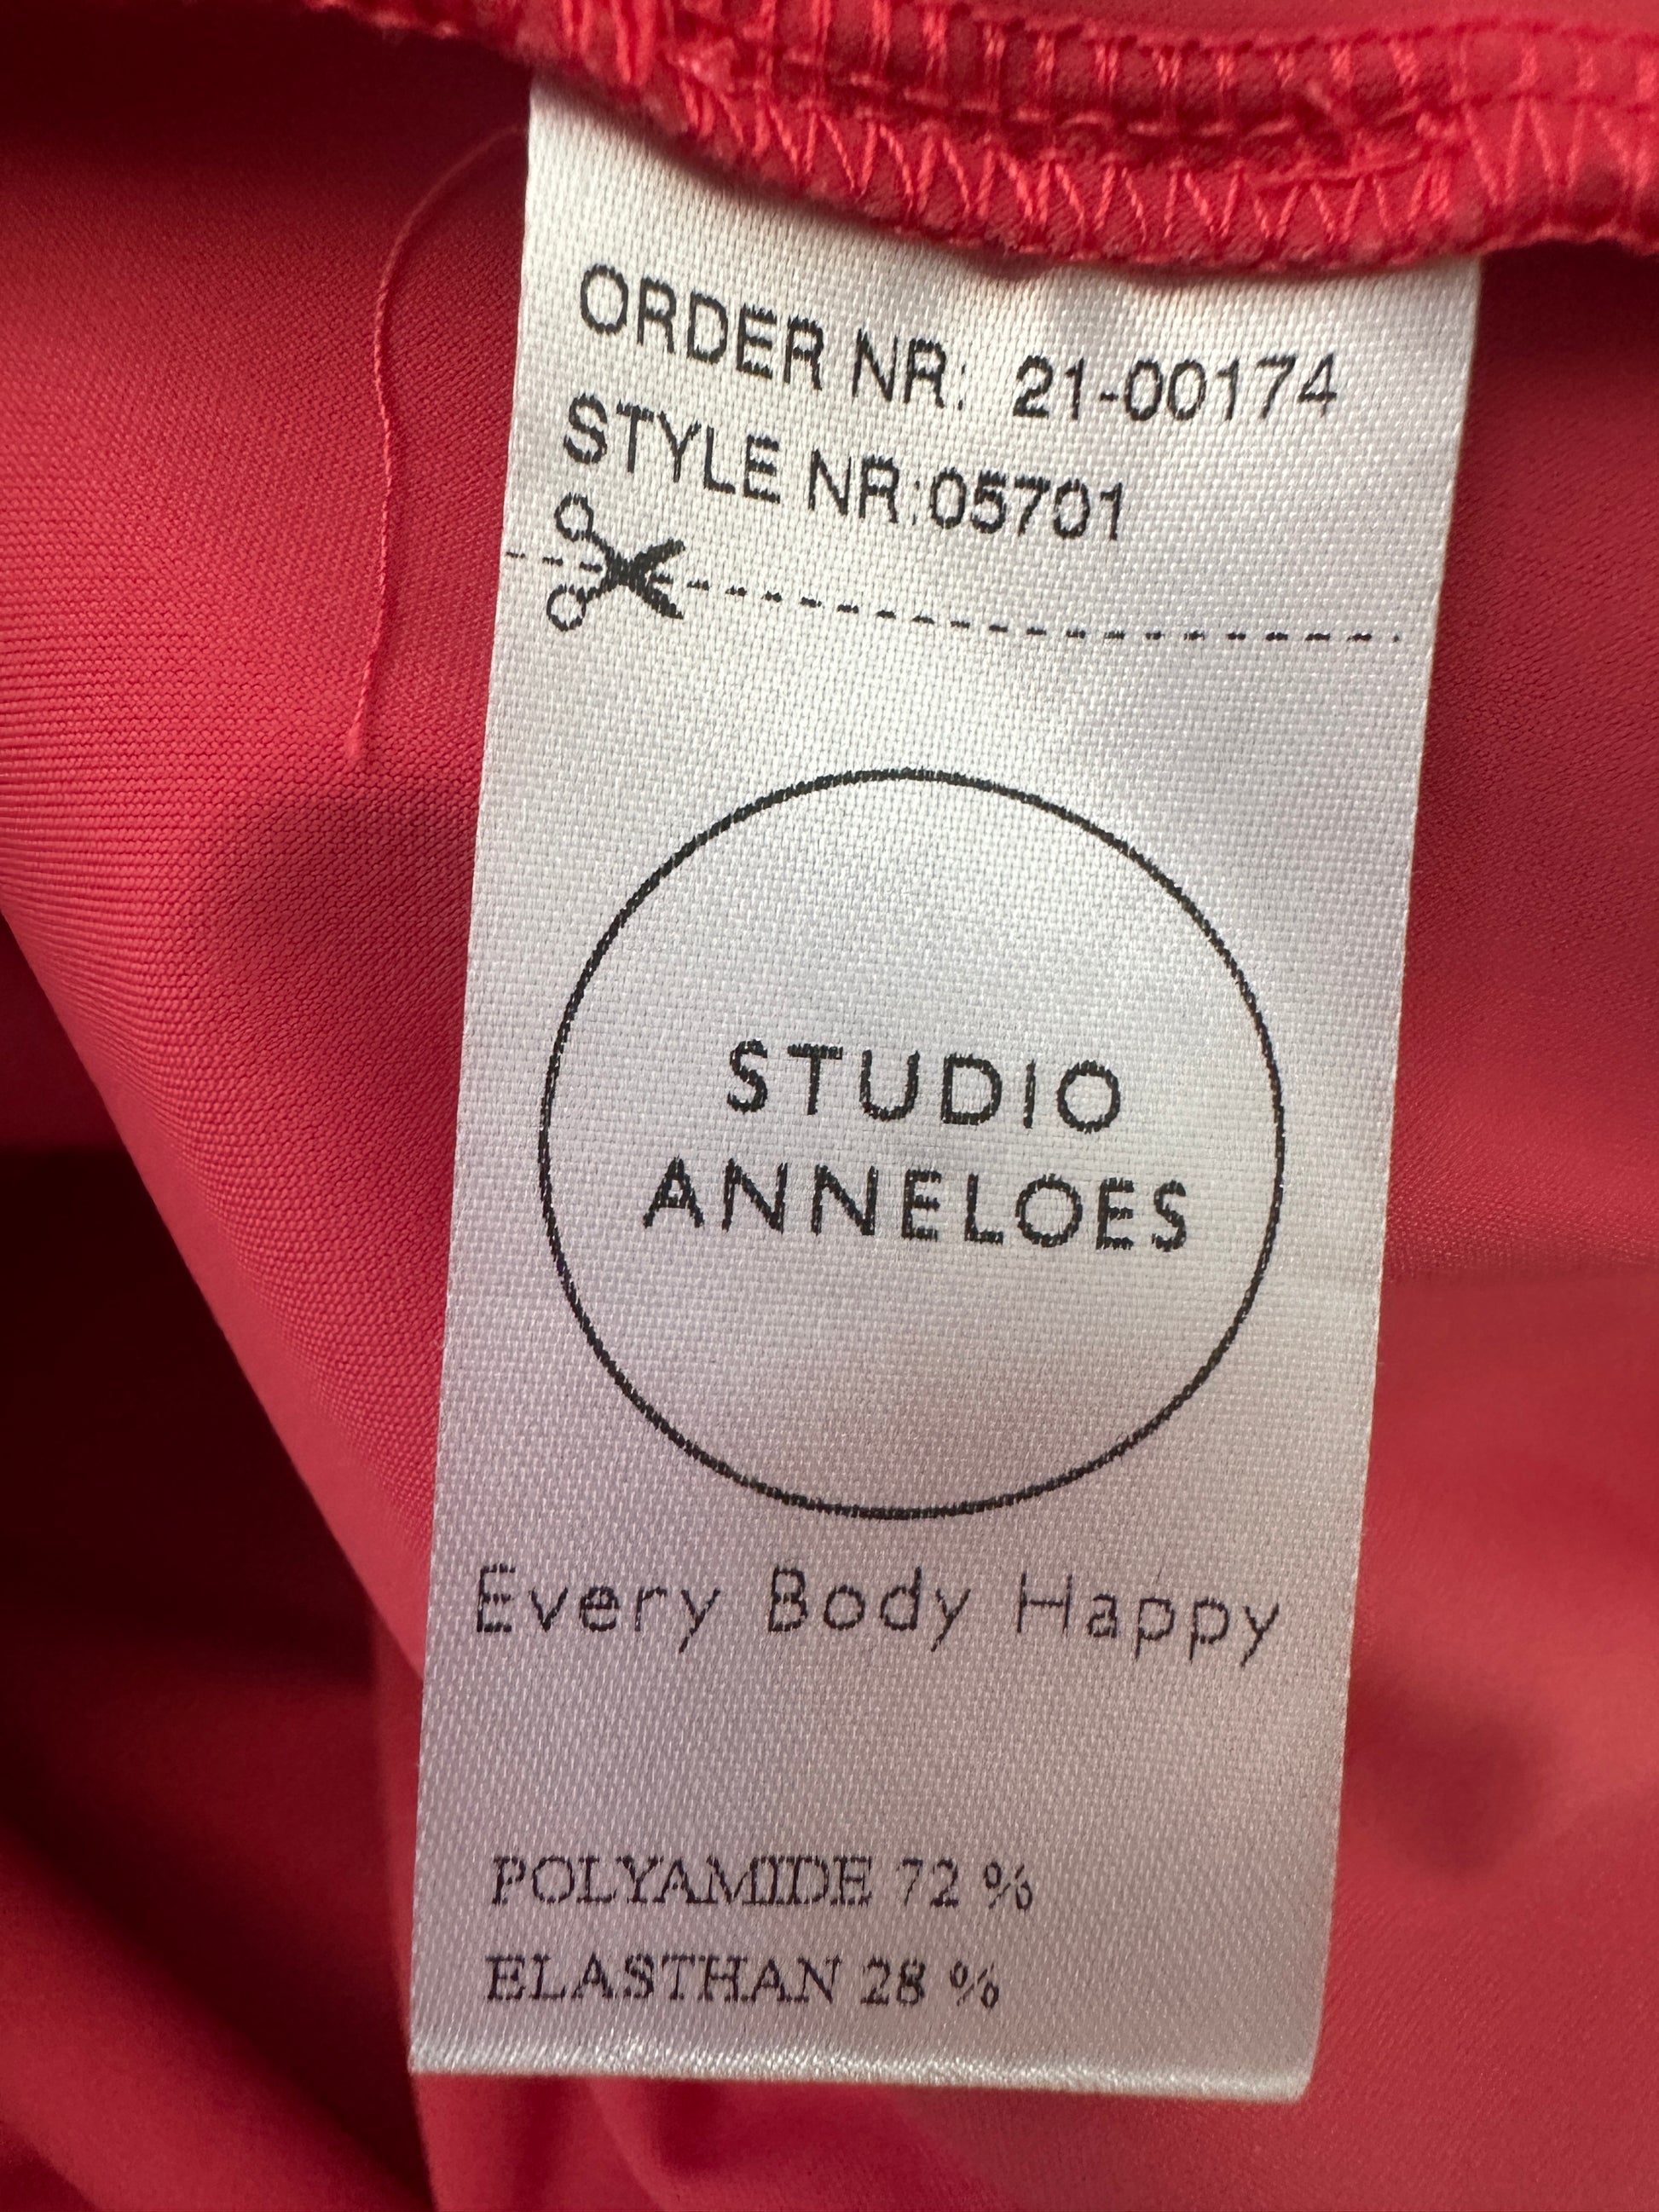 ORDER NR: 21-00174
STYLE NR:05701
STUDIO
ANNELOES
Every Body Happy
POLYAMIDE 72 %
ELASTHAN 28 %